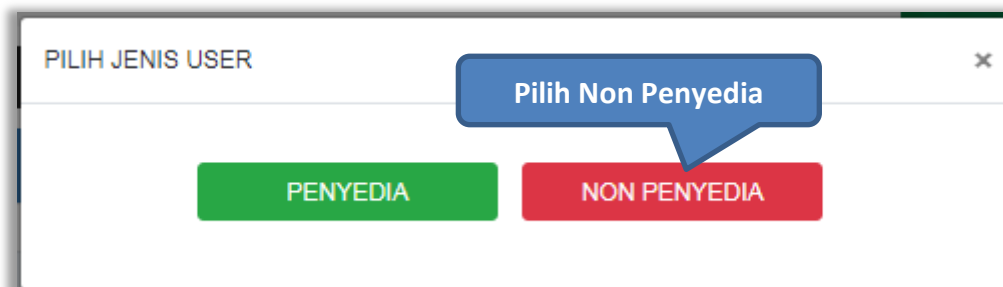 PILIH JENIS USER
×
Pilih Non Penyedia
PENYEDIA
NON PENYEDIA